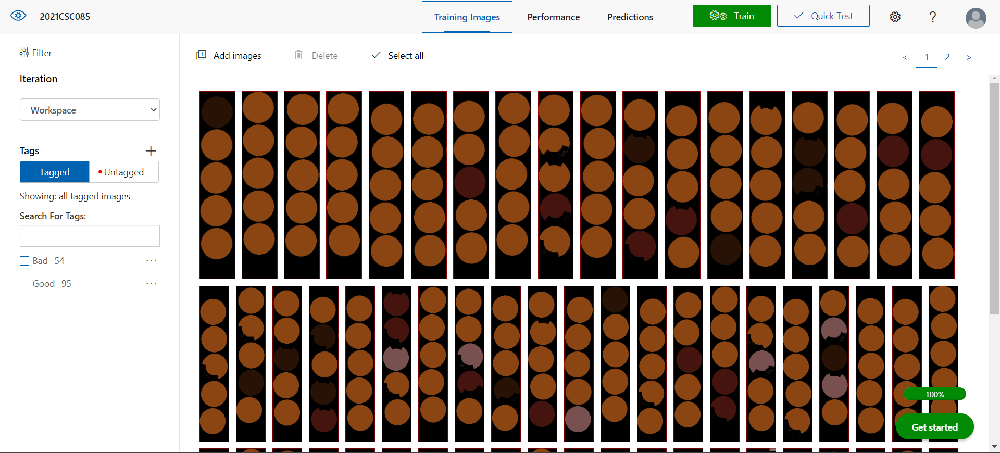 2021CSC085
Training Images
Performance
Predictions
Train
Quick Test
?
Filter
Iteration
Workspace
Tags
Tagged
Untagged
Showing: all tagged images
Search For Tags:
Bad 54 ...
Good 95 ...
Add images
Delete
Select all
< 1 2 >
100%
Get started